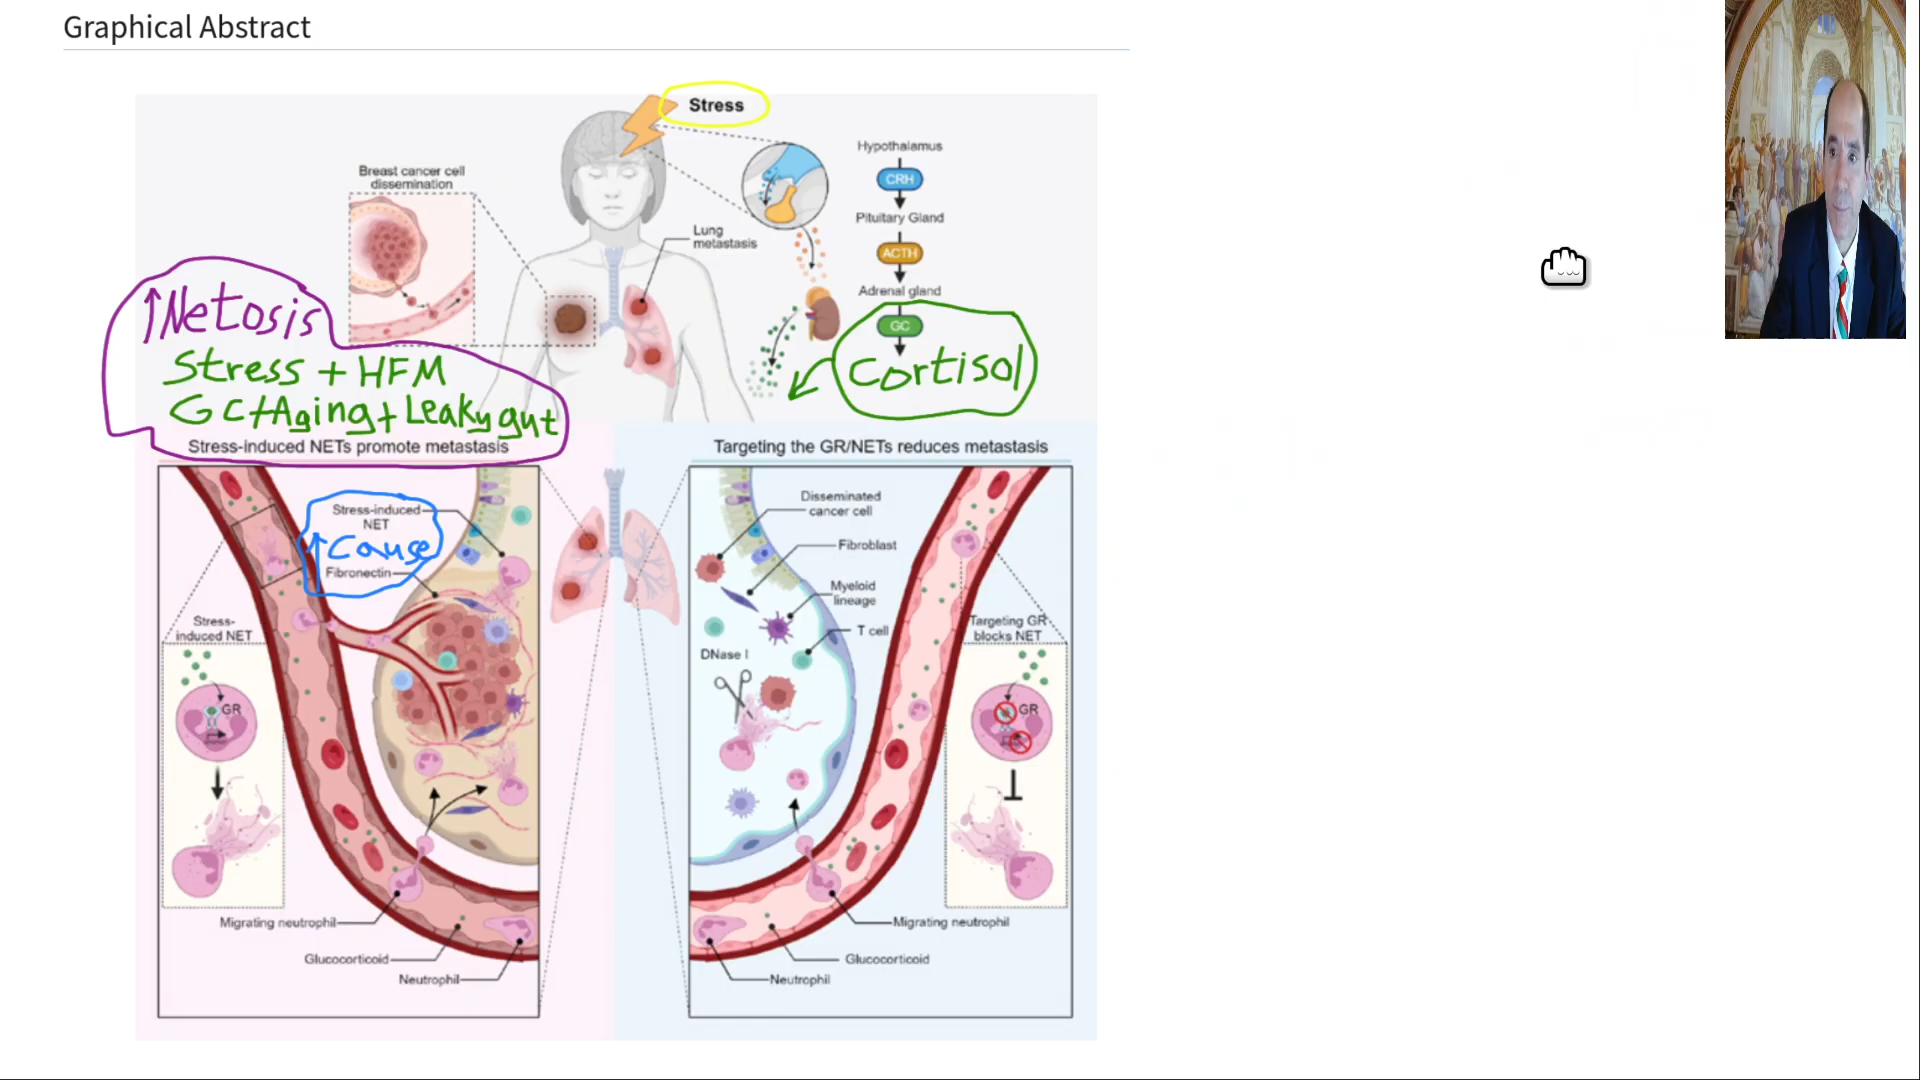 Graphical Abstract
Stress
Hypothalamus
CRH
Pituitary Gland
ACTH
Adrenal gland
GC
Cortisol
Breast cancer cell
dissemination
Lung
metastasis
↑Netosis
Stress + HFM
GC+Aging+Leaky gut
Stress-induced NETs promote metastasis
Stress-induced
NET
↑Cause
Fibronectin
Stress-
induced NET
GR
Migrating neutrophil
Glucocorticoid
Neutrophil
Targeting the GR/NETs reduces metastasis
Disseminated
cancer cell
Fibroblast
Myeloid
lineage
T cell
DNase I
Targeting GR
blocks NET
GR
Migrating neutrophil
Glucocorticoid
Neutrophil